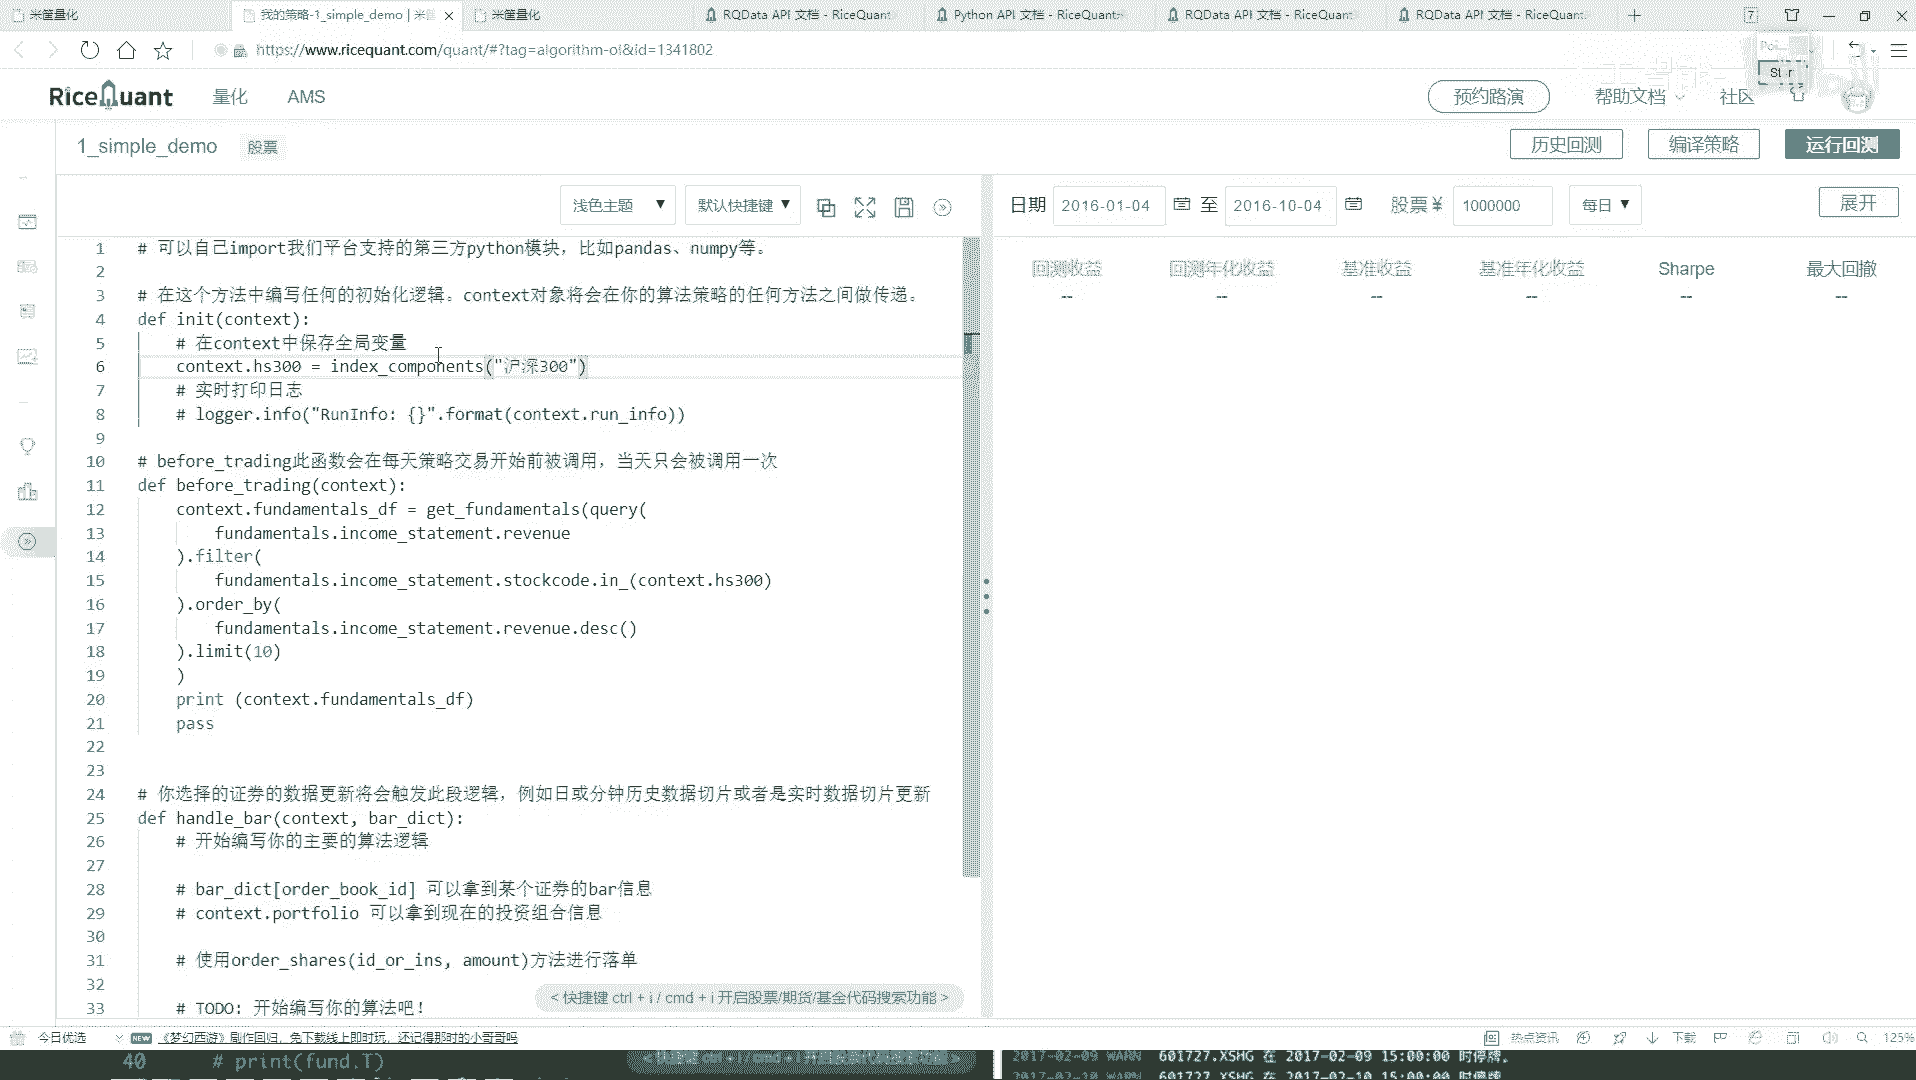 米筐量化
我的策略-1_simple_demo | 米筐
米筐量化
RQData API 文档 - RiceQuant
Python API 文档 - RiceQuant
RQData API 文档 - RiceQuant
RQData API 文档 - RiceQuant
7
https://www.ricequant.com/quant/#?tag=algorithm-ol&id=1341802
RiceQuant
量化
AMS
预约路演
帮助文档
社区
1_simple_demo
股票
历史回测
编译策略
运行回测
浅色主题 ▼
默认快捷键 ▼
日期
2016-01-04
至
2016-10-04
股票 ¥
1000000
每日 ▼
展开
回测收益
回测年化收益
基准收益
基准年化收益
Sharpe
最大回撤
-- -- -- -- -- --
1 # 可以自己import我们平台支持的第三方python模块，比如pandas、numpy等。
2
3 # 在这个方法中编写任何的初始化逻辑。context对象将会在你的算法策略的任何方法之间做传递。
4 def init(context):
5 # 在context中保存全局变量
6 context.hs300 = index_components("沪深300")
7 # 实时打印日志
8 # logger.info("RunInfo: {}".format(context.run_info))
9
10 # before_trading此函数会在每天策略交易开始前被调用，当天只会被调用一次
11 def before_trading(context):
12 context.fundamentals_df = get_fundamentals(query(
13 fundamentals.income_statement.revenue
14 ).filter(
15 fundamentals.income_statement.stockcode.in_(context.hs300)
16 ).order_by(
17 fundamentals.income_statement.revenue.desc()
18 ).limit(10)
19 )
20 print (context.fundamentals_df)
21 pass
22
23
24 # 你选择的证券的数据更新将会触发此段逻辑，例如日或分钟历史数据切片或者是实时数据切片更新
25 def handle_bar(context, bar_dict):
26 # 开始编写你的主要的算法逻辑
27
28 # bar_dict[order_book_id] 可以拿到某个证券的bar信息
29 # context.portfolio 可以拿到现在的投资组合信息
30
31 # 使用order_shares(id_or_ins, amount)方法进行落单
32
33 # TODO: 开始编写你的算法吧！
< 快捷键 ctrl + i / cmd + i 开启股票/期货/基金代码搜索功能 >
今日优选
NEW
《梦幻西游》制作回归，免下载线上即时玩，还记得那时的小哥哥吗
热点资讯
下载
125%
40 # print(fund.T)
2017-02-09 WARN 601727.XSHG 在 2017-02-09 15:00:00 时停牌。
2017-02-10 WARN 601727.XSHG 在 2017-02-10 15:00:00 时停牌。